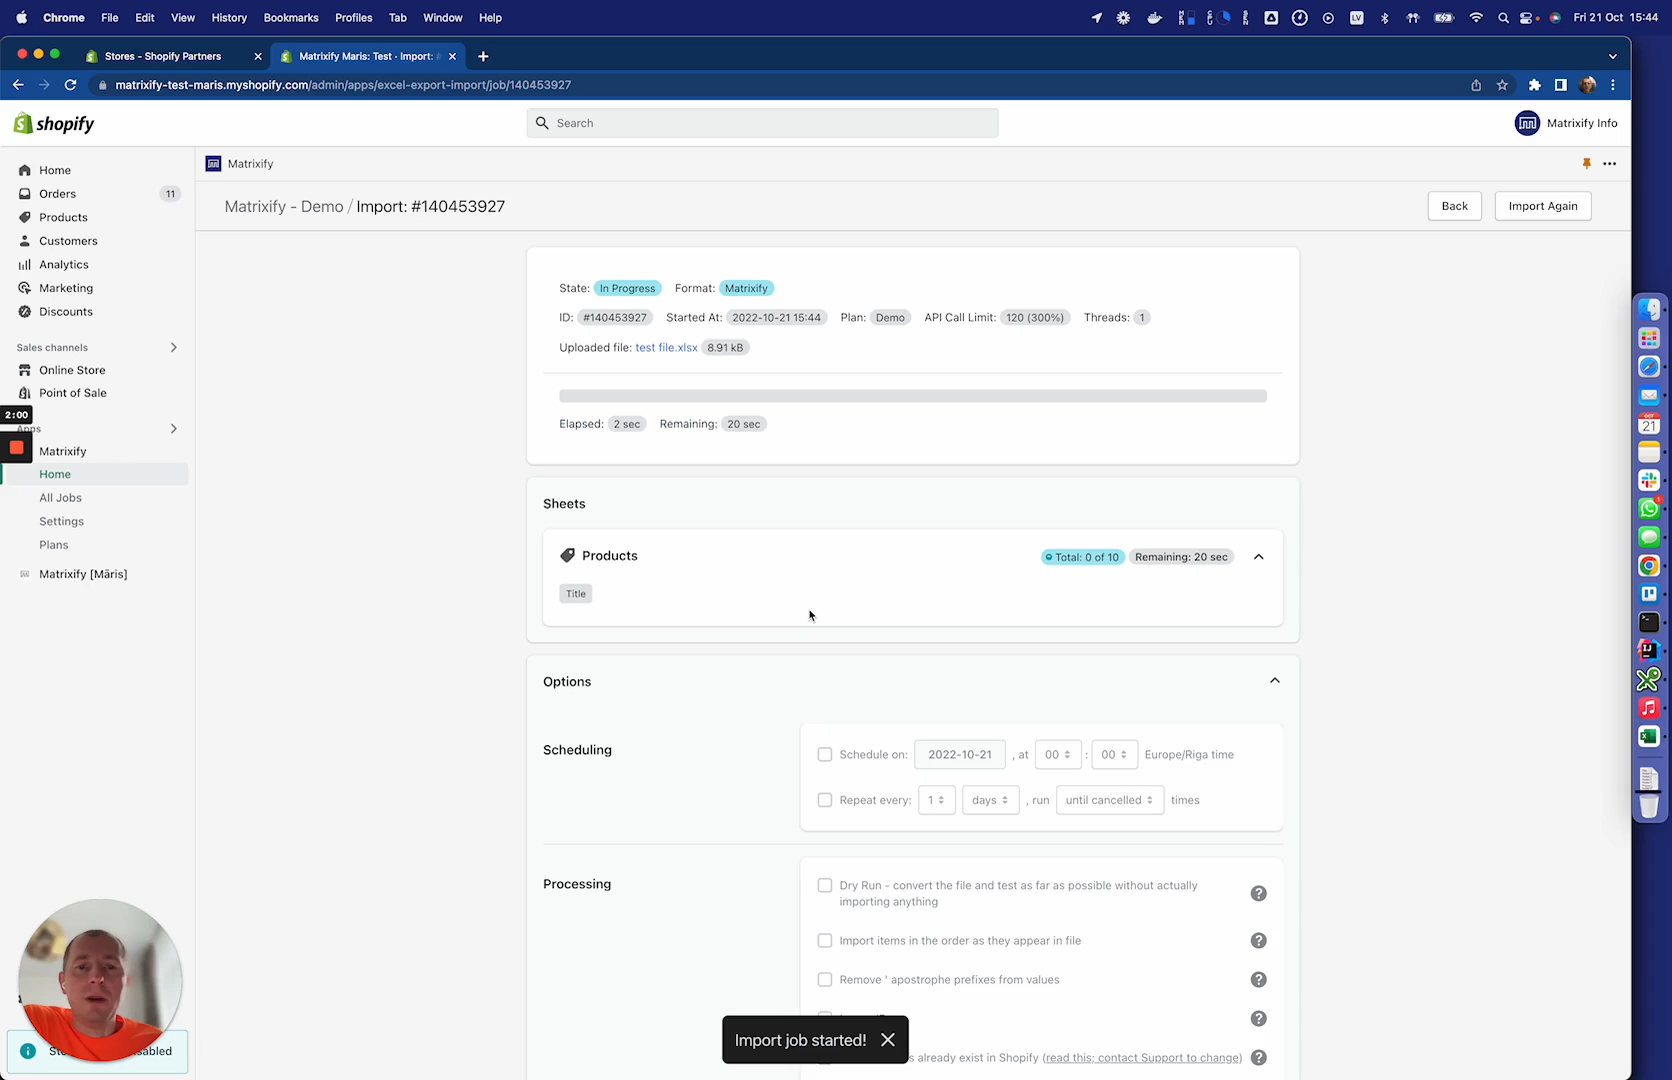 Chrome File Edit View History Bookmarks Profiles Tab Window Help
LV
Fri 21 Oct 15:44
Stores - Shopify Partners
Matrixify Maris: Test · Import: #
matrixify-test-maris.myshopify.com/admin/apps/excel-export-import/job/140453927
shopify
Search
Matrixify Info
Home
Orders 11
Products
Customers
Analytics
Marketing
Discounts
Sales channels
Online Store
Point of Sale
2:00
Apps
Matrixify
Home
All Jobs
Settings
Plans
Matrixify [Māris]
Matrixify
Matrixify - Demo / Import: #140453927
Back
Import Again
State: In Progress Format: Matrixify
ID: #140453927 Started At: 2022-10-21 15:44 Plan: Demo API Call Limit: 120 (300%) Threads: 1
Uploaded file: test file.xlsx 8.91 kB
Elapsed: 2 sec Remaining: 20 sec
Sheets
Products
Total: 0 of 10 Remaining: 20 sec
Title
Options
Scheduling
Schedule on: 2022-10-21 , at 00 : 00 Europe/Riga time
Repeat every: 1 days , run until cancelled times
Processing
Dry Run - convert the file and test as far as possible without actually
importing anything
Import items in the order as they appear in file
Remove ' apostrophe prefixes from values
s already exist in Shopify (read this; contact Support to change)
Import job started!
OCT
21
1
IJ